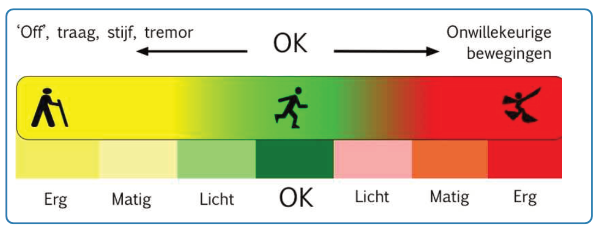 ‘Off’, traag, stijf, tremor
OK
Onwillekeurige
bewegingen
Erg
Matig
Licht
OK
Licht
Matig
Erg